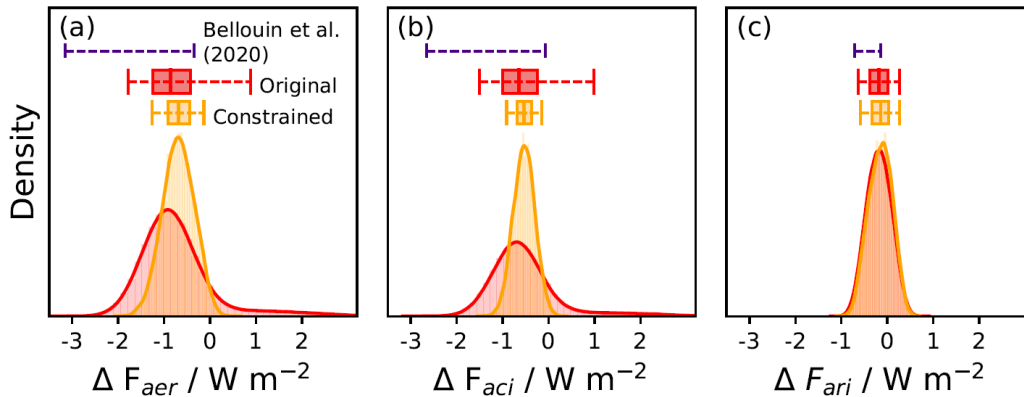 (a)
Bellouin et al.
(2020)
Original
Constrained
Density
-3 -2 -1 0 1 2
Δ F_aer / W m⁻²
(b)
-3 -2 -1 0 1 2
Δ F_aci / W m⁻²
(c)
-3 -2 -1 0 1 2
Δ F_ari / W m⁻²